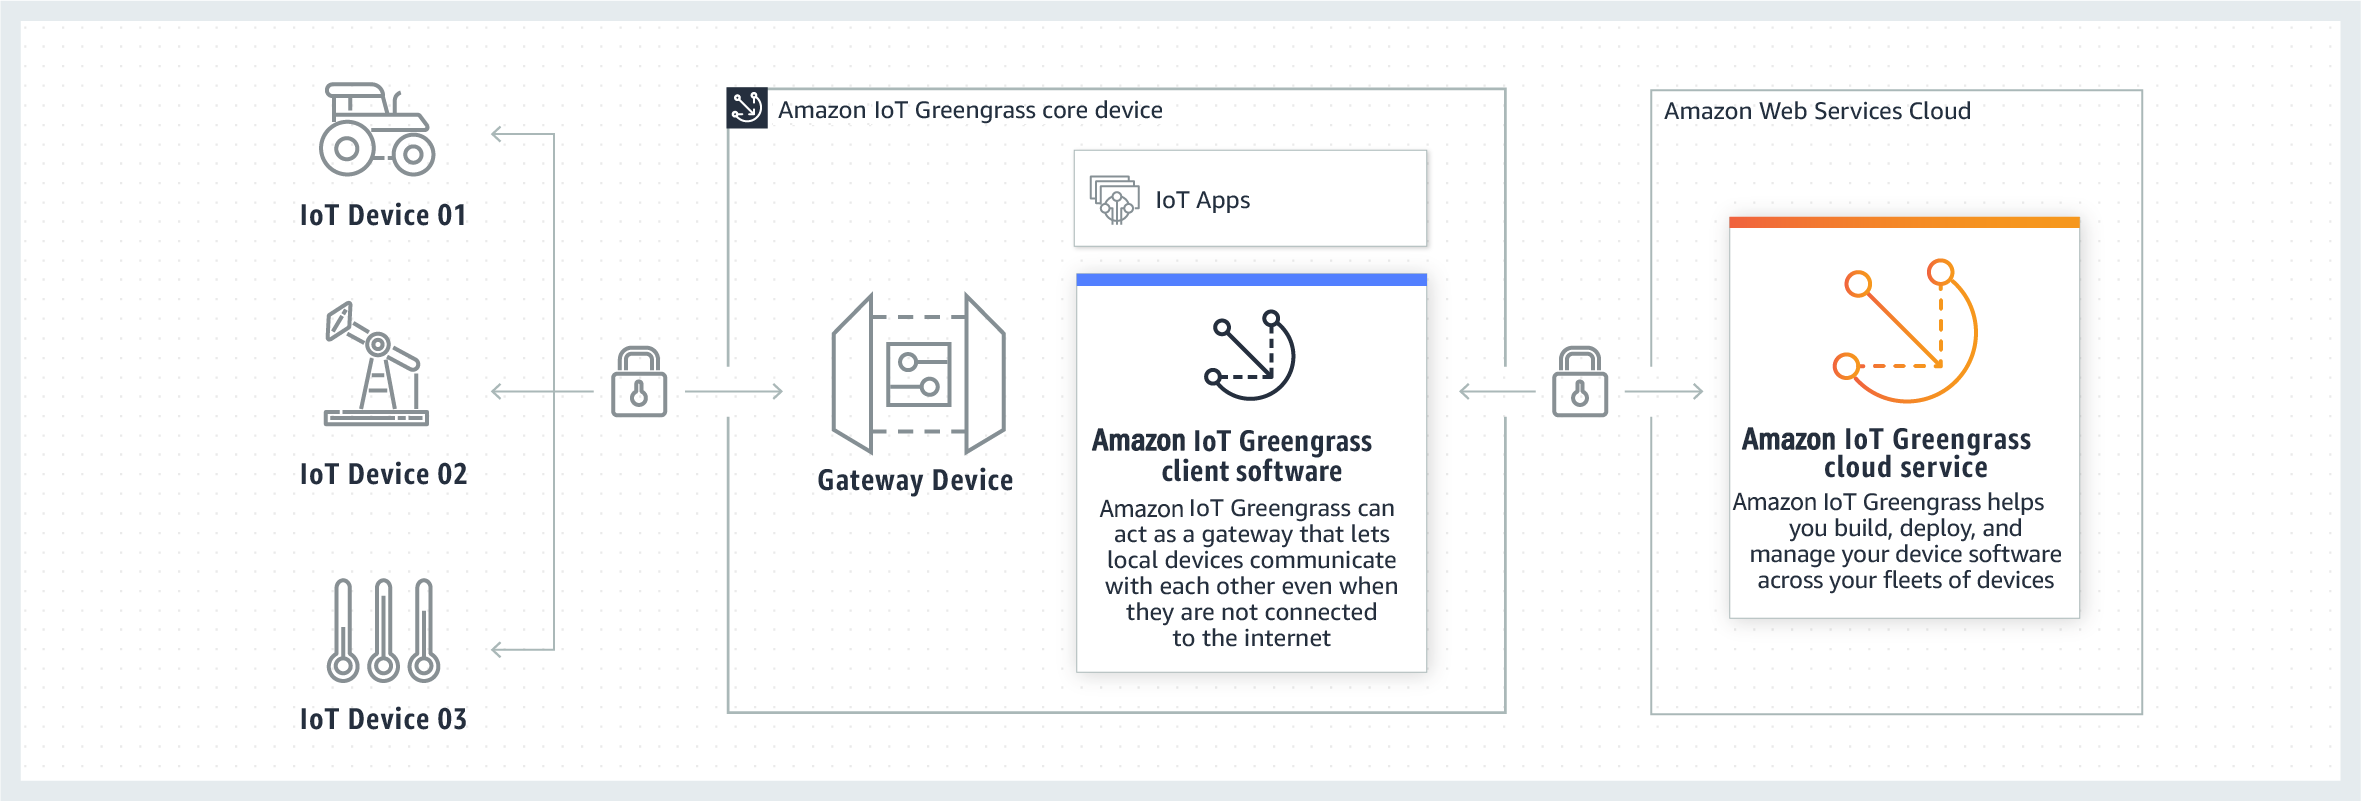 IoT Device 01
IoT Device 02
IoT Device 03
Amazon IoT Greengrass core device
Gateway Device
IoT Apps
Amazon IoT Greengrass
client software
Amazon IoT Greengrass can
act as a gateway that lets
local devices communicate
with each other even when
they are not connected
to the internet
Amazon Web Services Cloud
Amazon IoT Greengrass
cloud service
Amazon IoT Greengrass helps
you build, deploy, and
manage your device software
across your fleets of devices